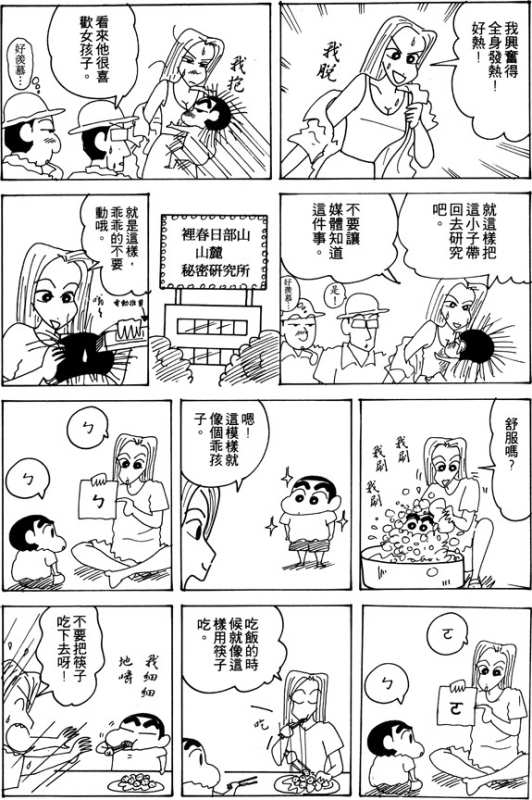 我興奮得
全身發熱！
好熱！
我脫
看來他很喜
歡女孩子。
我抱
好羨慕…
就這樣把
這小子帶
回去研究
吧。
不要讓
媒體知道
這件事。
是！
好羨慕…
裡春日部山
山麓
秘密研究所
就是這樣，
乖乖的不要
動哦。
電動推剪
舒服嗎？
我刷
我刷
我刷
嗯！
這模樣就
像個乖孩
子。
ㄅ
ㄅ
ㄅ
ㄛ
ㄛ
ㄅ
吃飯的時
候就像這
樣用筷子
吃。
吃
我細細
地嚼
不要把筷子
吃下去呀！